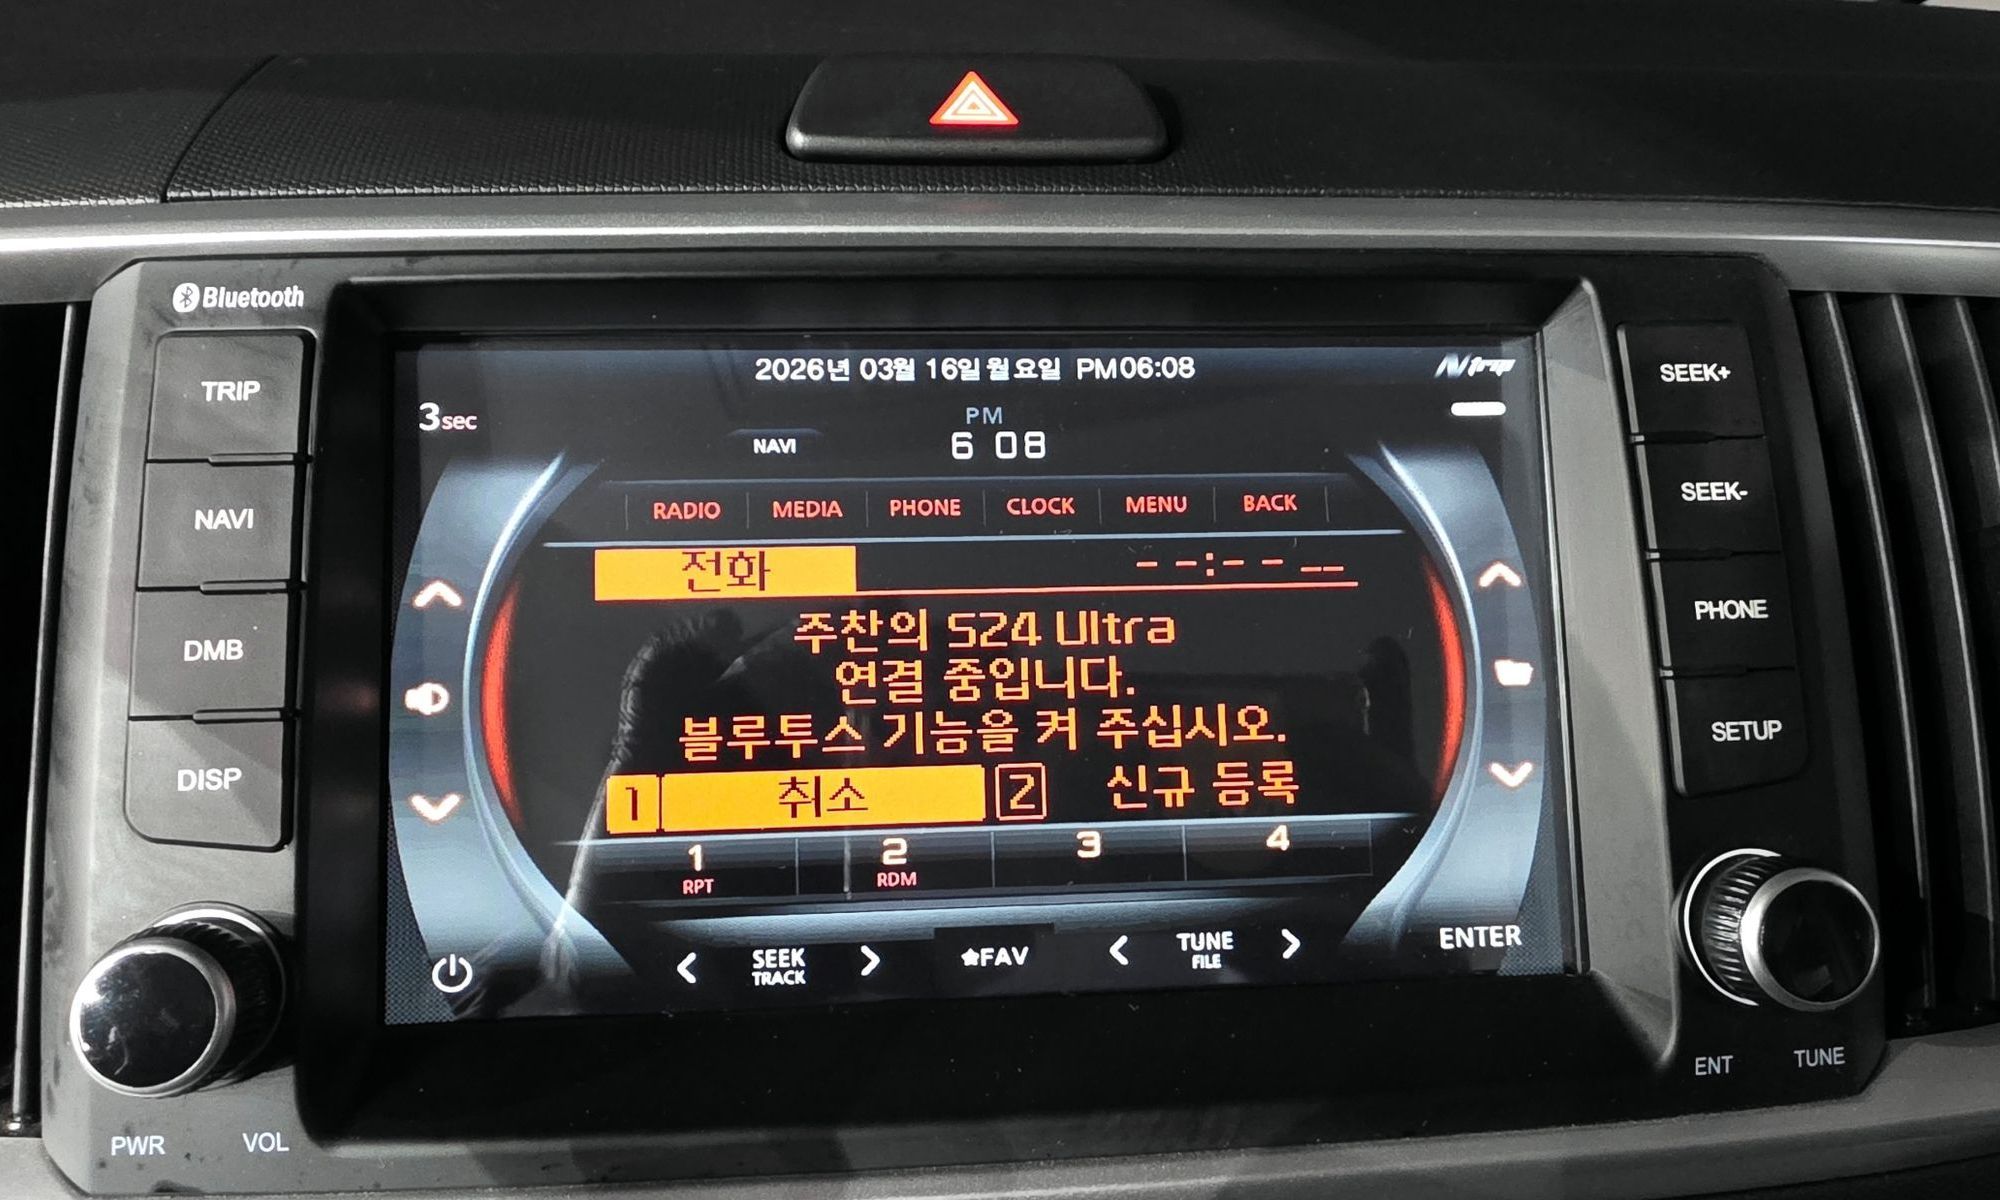 Bluetooth
TRIP
NAVI
DMB
DISP
PWR VOL
2026년 03월 16일 월요일 PM06:08
Ntrip
3sec
PM
NAVI
6 08
RADIO MEDIA PHONE CLOCK MENU BACK
전화 --:-- --
주찬의 S24 Ultra
연결 중입니다.
블루투스 기능을 켜 주십시오.
1 취소 2 신규 등록
1 2 3 4
RPT RDM
< SEEK TRACK > ★FAV < TUNE FILE > ENTER
SEEK+
SEEK-
PHONE
SETUP
ENT TUNE